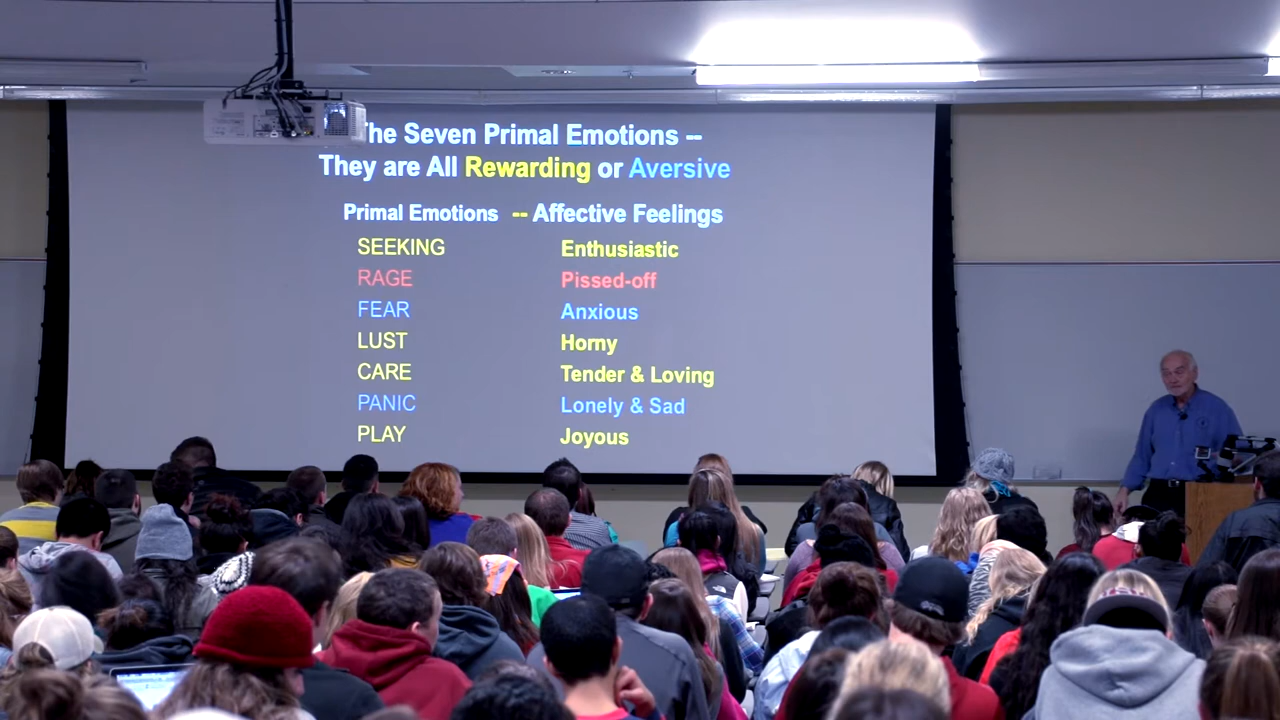 The Seven Primal Emotions --
They are All Rewarding or Aversive
Primal Emotions -- Affective Feelings
SEEKING Enthusiastic
RAGE Pissed-off
FEAR Anxious
LUST Horny
CARE Tender & Loving
PANIC Lonely & Sad
PLAY Joyous